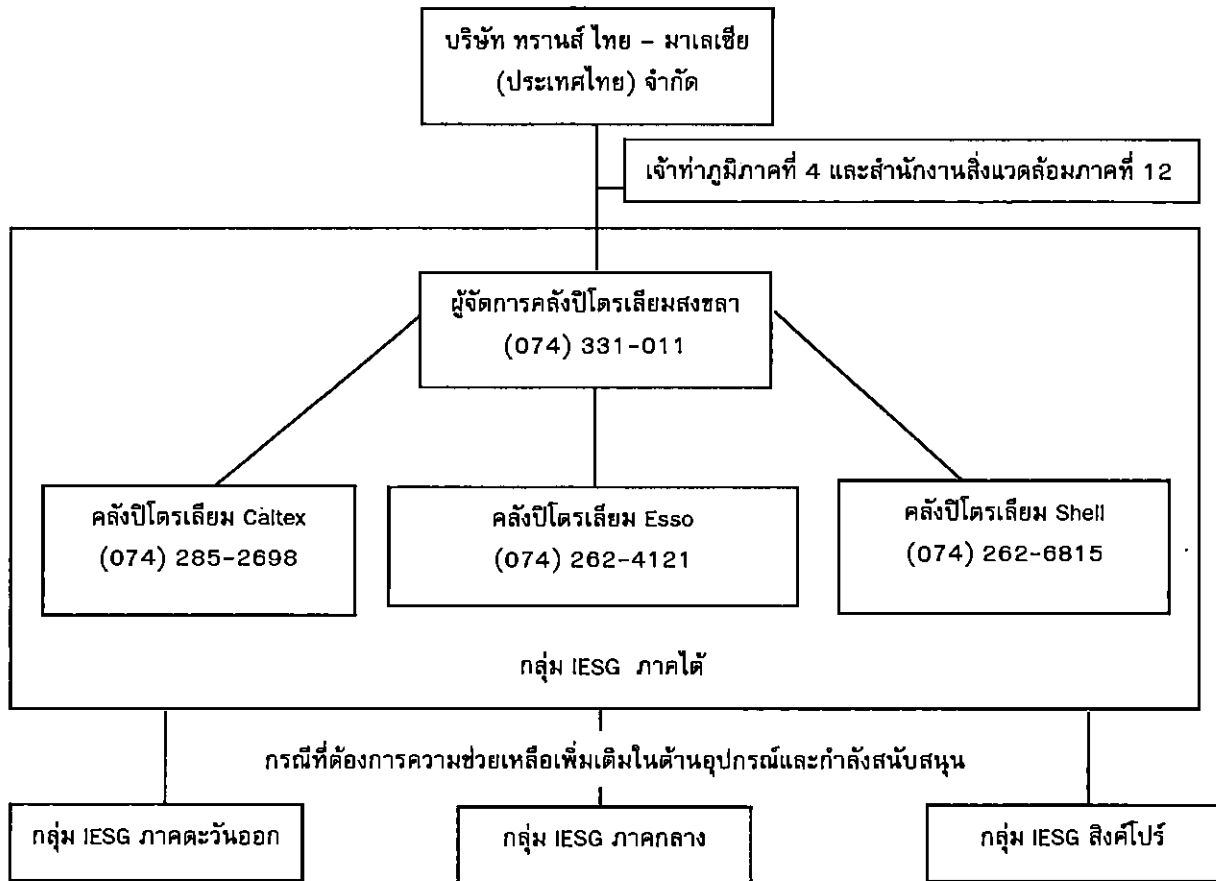 บริษัท ทรานส์ ไทย – มาเลเซีย
(ประเทศไทย) จำกัด
เจ้าท่าภูมิภาคที่ 4 และสำนักงานสิ่งแวดล้อมภาคที่ 12
ผู้จัดการคลังปิโตรเลียมสงขลา
(074) 331-011
คลังปิโตรเลียม Caltex
(074) 285-2698
คลังปิโตรเลียม Esso
(074) 262-4121
คลังปิโตรเลียม Shell
(074) 262-6815
กลุ่ม IESG ภาคใต้
กรณีที่ต้องการความช่วยเหลือเพิ่มเติมในด้านอุปกรณ์และกำลังสนับสนุน
กลุ่ม IESG ภาคตะวันออก
กลุ่ม IESG ภาคกลาง
กลุ่ม IESG สิงค์โปร์